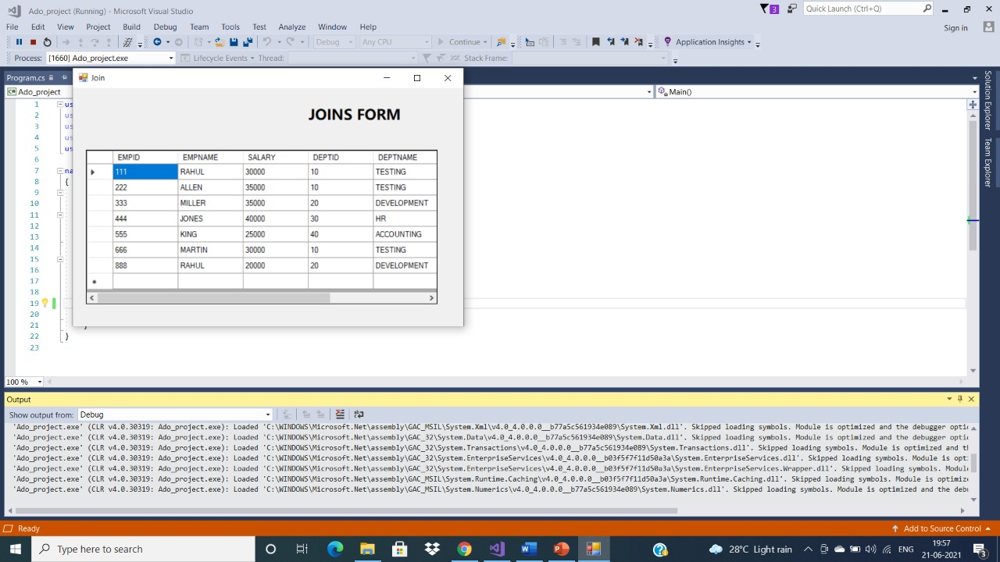 Ado_project (Running) - Microsoft Visual Studio
3
Quick Launch (Ctrl+Q)
File Edit View Project Build Debug Team Tools Test Analyze Window Help
Sign in
Debug Any CPU Continue Application Insights
Process: [1660] Ado_project.exe Lifecycle Events Thread: Stack Frame:
Program.cs
Join
Ado_project
Main()
JOINS FORM
EMPID EMPNAME SALARY DEPTID DEPTNAME
111 RAHUL 30000 10 TESTING
222 ALLEN 35000 10 TESTING
333 MILLER 35000 20 DEVELOPMENT
444 JONES 40000 30 HR
555 KING 25000 40 ACCOUNTING
666 MARTIN 30000 10 TESTING
888 RAHUL 20000 20 DEVELOPMENT
*
1 us
2 us
3 us
4 us
5 us
6
7 na
8 {
9
10
11
12
13
14
15
16
17
18
19
20
21 }
22 }
23
100 %
Solution Explorer
Team Explorer
Output
Show output from: Debug
'Ado_project.exe' (CLR v4.0.30319: Ado_project.exe): Loaded 'C:\WINDOWS\Microsoft.Net\assembly\GAC_MSIL\System.Xml\v4.0_4.0.0.0__b77a5c561934e089\System.Xml.dll'. Skipped loading symbols. Module is optimized and the debugger optic
'Ado_project.exe' (CLR v4.0.30319: Ado_project.exe): Loaded 'C:\WINDOWS\Microsoft.Net\assembly\GAC_32\System.Data\v4.0_4.0.0.0__b77a5c561934e089\System.Data.dll'. Skipped loading symbols. Module is optimized and the debugger opti
'Ado_project.exe' (CLR v4.0.30319: Ado_project.exe): Loaded 'C:\WINDOWS\Microsoft.Net\assembly\GAC_32\System.Transactions\v4.0_4.0.0.0__b77a5c561934e089\System.Transactions.dll'. Skipped loading symbols. Module is optimized and th
'Ado_project.exe' (CLR v4.0.30319: Ado_project.exe): Loaded 'C:\WINDOWS\Microsoft.Net\assembly\GAC_32\System.EnterpriseServices\v4.0_4.0.0.0__b03f5f7f11d50a3a\System.EnterpriseServices.dll'. Skipped loading symbols. Module is opt
'Ado_project.exe' (CLR v4.0.30319: Ado_project.exe): Loaded 'C:\WINDOWS\Microsoft.Net\assembly\GAC_32\System.EnterpriseServices\v4.0_4.0.0.0__b03f5f7f11d50a3a\System.EnterpriseServices.Wrapper.dll'. Skipped loading symbols. Modul
'Ado_project.exe' (CLR v4.0.30319: Ado_project.exe): Loaded 'C:\WINDOWS\Microsoft.Net\assembly\GAC_MSIL\System.Runtime.Caching\v4.0_4.0.0.0__b03f5f7f11d50a3a\System.Runtime.Caching.dll'. Skipped loading symbols. Module is optimize
'Ado_project.exe' (CLR v4.0.30319: Ado_project.exe): Loaded 'C:\WINDOWS\Microsoft.Net\assembly\GAC_MSIL\System.Numerics\v4.0_4.0.0.0__b77a5c561934e089\System.Numerics.dll'. Skipped loading symbols. Module is optimized and the debu
Ready
Add to Source Control
Type here to search
28°C Light rain
ENG
19:57
21-06-2021
3